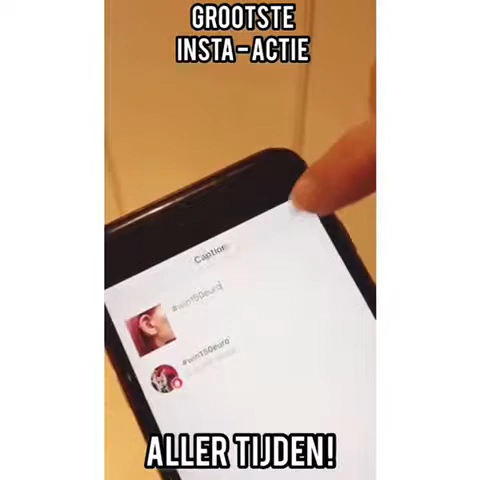 GROOTSTE
INSTA-ACTIE
Caption
#win150euro
#win150euro
ALLER TIJDEN!